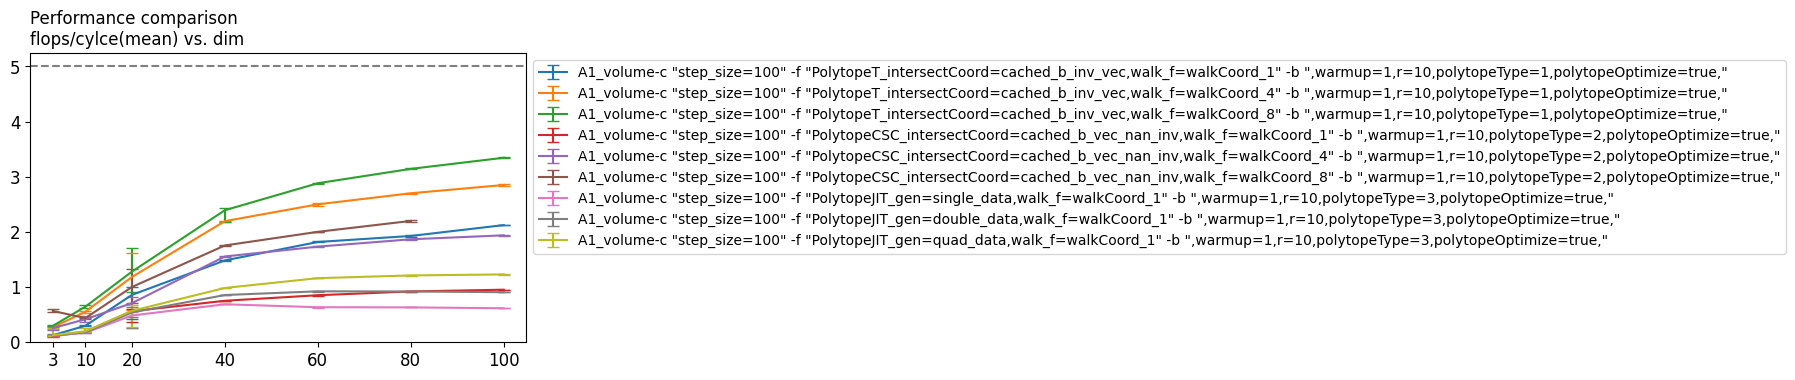 Performance comparison
flops/cylce(mean) vs. dim
5
4
3
2
1
0
3 10 20 40 60 80 100
A1_volume-c "step_size=100" -f "PolytopeT_intersectCoord=cached_b_inv_vec,walk_f=walkCoord_1" -b ",warmup=1,r=10,polytopeType=1,polytopeOptimize=true,"
A1_volume-c "step_size=100" -f "PolytopeT_intersectCoord=cached_b_inv_vec,walk_f=walkCoord_4" -b ",warmup=1,r=10,polytopeType=1,polytopeOptimize=true,"
A1_volume-c "step_size=100" -f "PolytopeT_intersectCoord=cached_b_inv_vec,walk_f=walkCoord_8" -b ",warmup=1,r=10,polytopeType=1,polytopeOptimize=true,"
A1_volume-c "step_size=100" -f "PolytopeCSC_intersectCoord=cached_b_vec_nan_inv,walk_f=walkCoord_1" -b ",warmup=1,r=10,polytopeType=2,polytopeOptimize=true,"
A1_volume-c "step_size=100" -f "PolytopeCSC_intersectCoord=cached_b_vec_nan_inv,walk_f=walkCoord_4" -b ",warmup=1,r=10,polytopeType=2,polytopeOptimize=true,"
A1_volume-c "step_size=100" -f "PolytopeCSC_intersectCoord=cached_b_vec_nan_inv,walk_f=walkCoord_8" -b ",warmup=1,r=10,polytopeType=2,polytopeOptimize=true,"
A1_volume-c "step_size=100" -f "PolytopeJIT_gen=single_data,walk_f=walkCoord_1" -b ",warmup=1,r=10,polytopeType=3,polytopeOptimize=true,"
A1_volume-c "step_size=100" -f "PolytopeJIT_gen=double_data,walk_f=walkCoord_1" -b ",warmup=1,r=10,polytopeType=3,polytopeOptimize=true,"
A1_volume-c "step_size=100" -f "PolytopeJIT_gen=quad_data,walk_f=walkCoord_1" -b ",warmup=1,r=10,polytopeType=3,polytopeOptimize=true,"